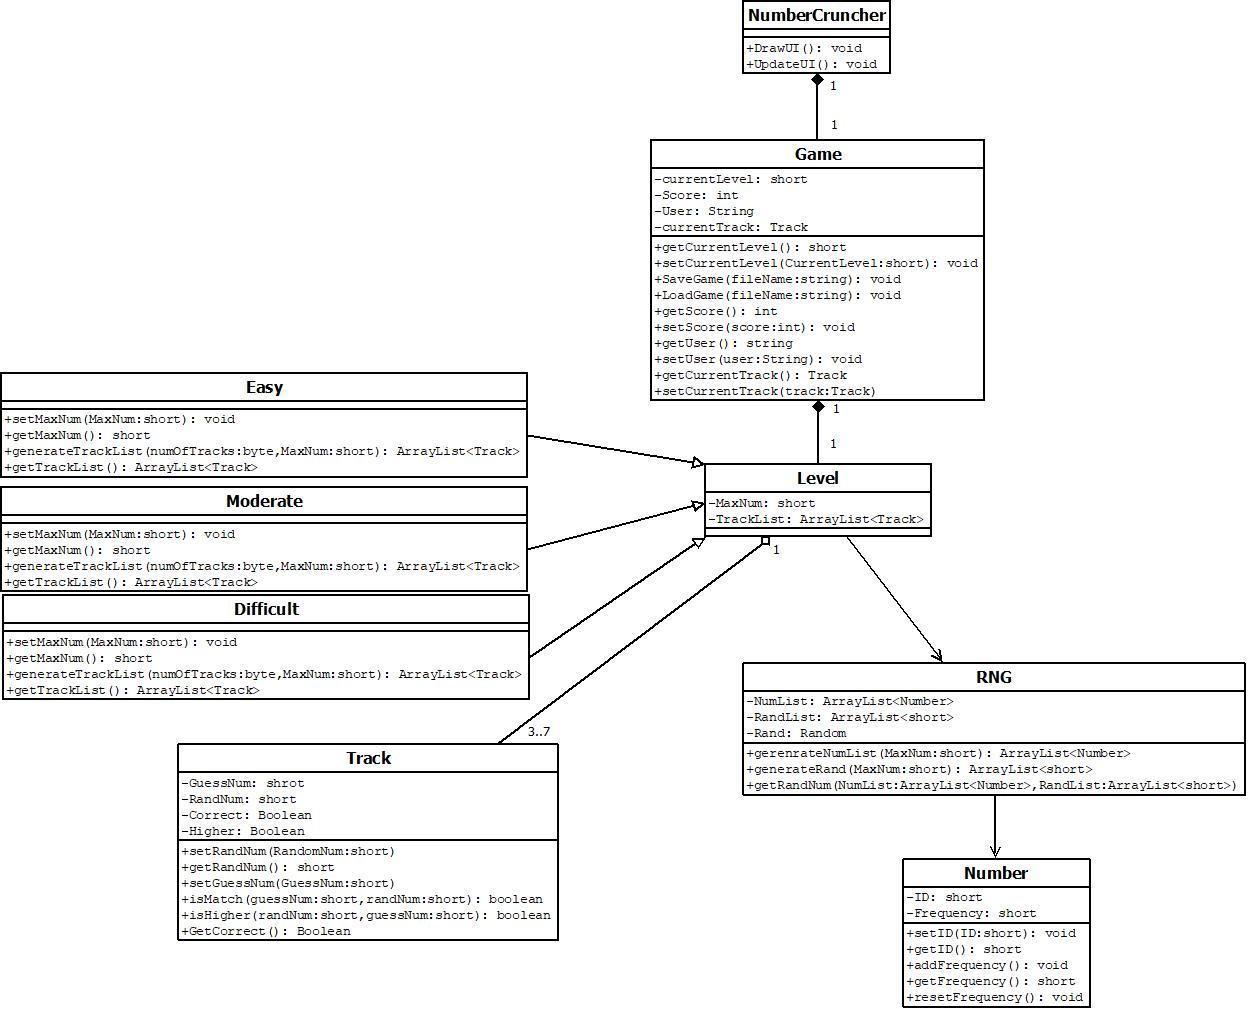 NumberCruncher
+DrawUI(): void
+UpdateUI(): void
1
1
Game
-currentLevel: short
-Score: int
-User: String
-currentTrack: Track
+getCurrentLevel(): short
+setCurrentLevel(CurrentLevel:short): void
+SaveGame(fileName:string): void
+LoadGame(fileName:string): void
+getScore(): int
+setScore(score:int): void
+getUser(): string
+setUser(user:String): void
+getCurrentTrack(): Track
+setCurrentTrack(track:Track)
1
1
Easy
+setMaxNum(MaxNum:short): void
+getMaxNum(): short
+generateTrackList(numOfTracks:byte,MaxNum:short): ArrayList<Track>
+getTrackList(): ArrayList<Track>
Level
-MaxNum: short
-TrackList: ArrayList<Track>
1
Moderate
+setMaxNum(MaxNum:short): void
+getMaxNum(): short
+generateTrackList(numOfTracks:byte,MaxNum:short): ArrayList<Track>
+getTrackList(): ArrayList<Track>
Difficult
+setMaxNum(MaxNum:short): void
+getMaxNum(): short
+generateTrackList(numOfTracks:byte,MaxNum:short): ArrayList<Track>
+getTrackList(): ArrayList<Track>
3..7
Track
-GuessNum: shrot
-RandNum: short
-Correct: Boolean
-Higher: Boolean
+setRandNum(RandomNum:short)
+getRandNum(): short
+setGuessNum(GuessNum:short)
+isMatch(guessNum:short,randNum:short): boolean
+isHigher(randNum:short,guessNum:short): boolean
+GetCorrect(): Boolean
RNG
-NumList: ArrayList<Number>
-RandList: ArrayList<short>
-Rand: Random
+gerenrateNumList(MaxNum:short): ArrayList<Number>
+generateRand(MaxNum:short): ArrayList<short>
+getRandNum(NumList:ArrayList<Number>,RandList:ArrayList<short>)
Number
-ID: short
-Frequency: short
+setID(ID:short): void
+getID(): short
+addFrequency(): void
+getFrequency(): short
+resetFrequency(): void